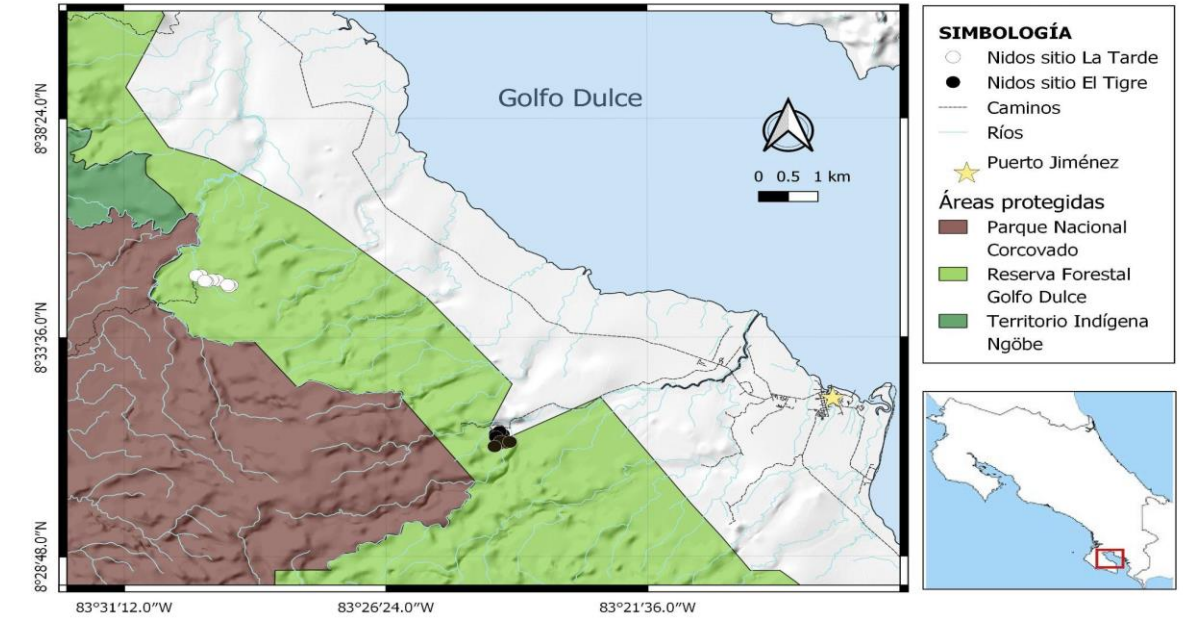 Golfo Dulce
0 0.5 1 km
8°38'24.0"N
8°33'36.0"N
8°28'48.0"N
83°31'12.0"W
83°26'24.0"W
83°21'36.0"W
SIMBOLOGÍA
Nidos sitio La Tarde
Nidos sitio El Tigre
Caminos
Ríos
Puerto Jiménez
Áreas protegidas
Parque Nacional
Corcovado
Reserva Forestal
Golfo Dulce
Territorio Indígena
Ngöbe